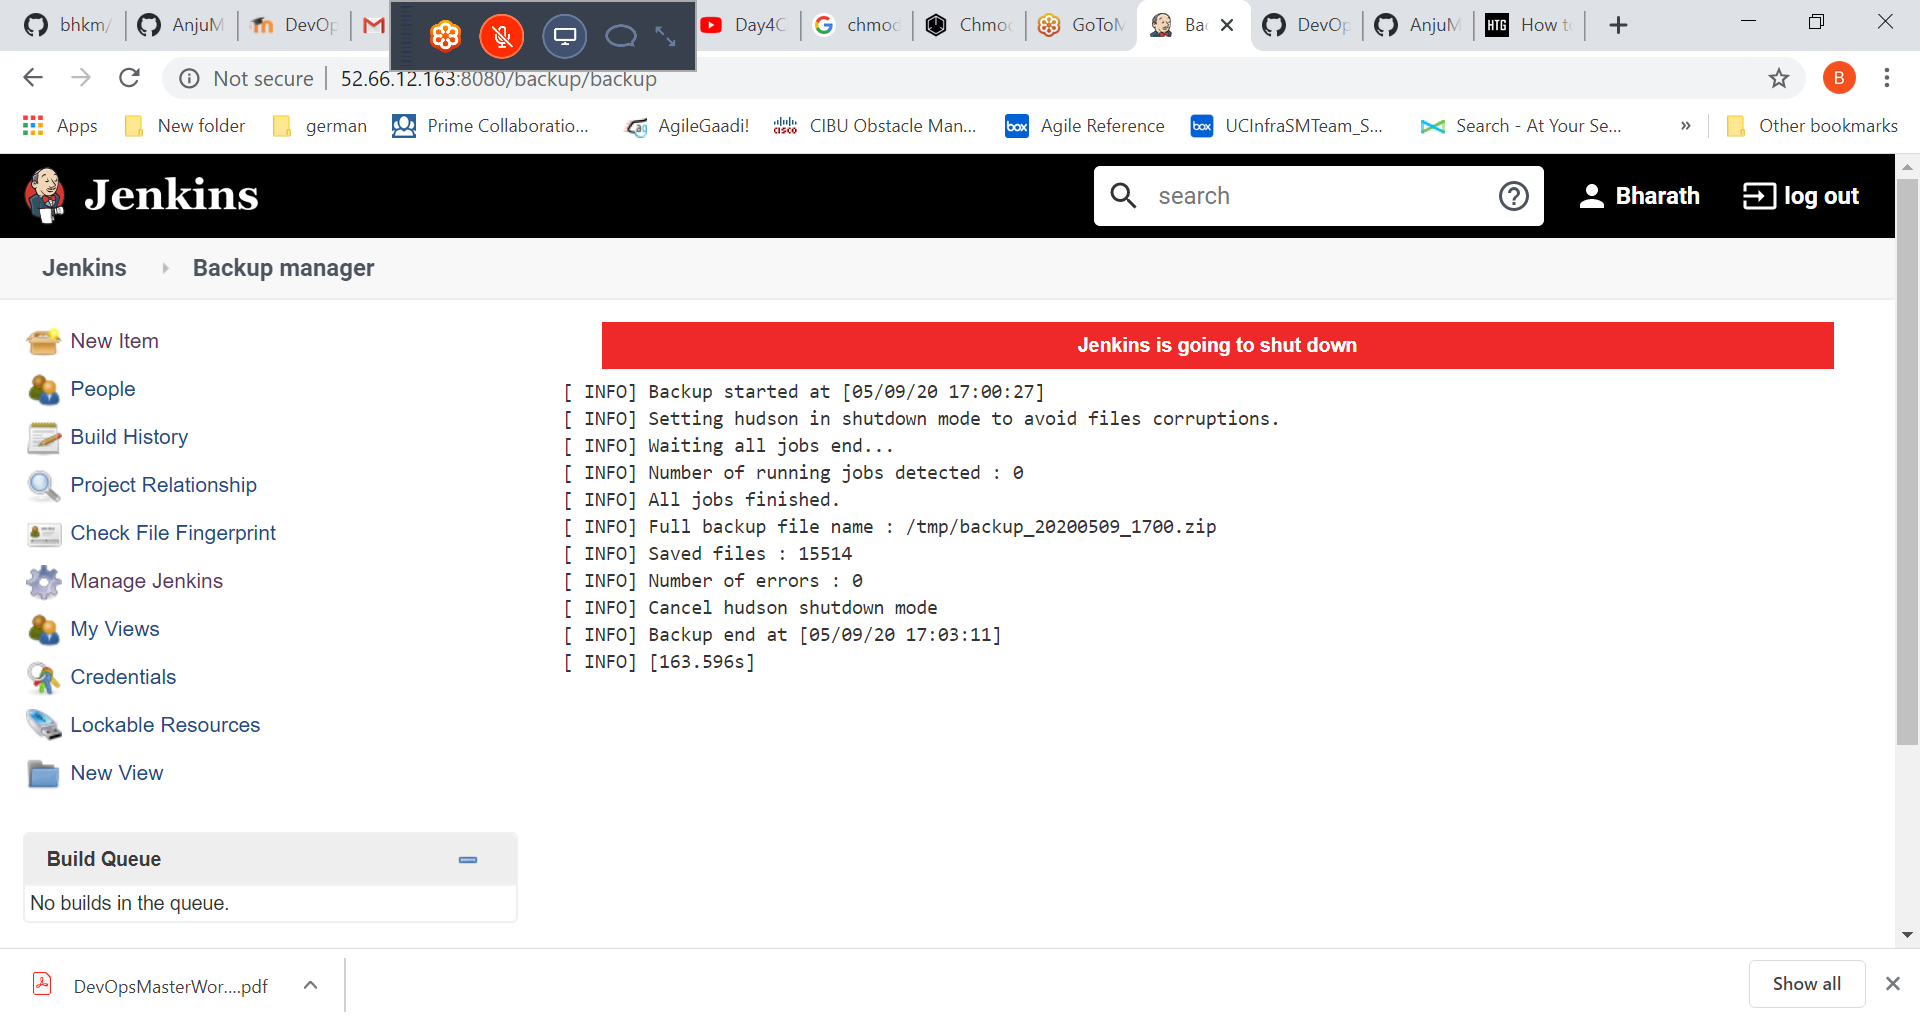 bhkm/
AnjuM
DevOp
Day4C
chmod
Chmo
GoToM
Ba
DevOp
AnjuM
HTG How to
Not secure 52.66.12.163:8080/backup/backup
B
Apps New folder german Prime Collaboratio... AgileGaadi! CIBU Obstacle Man... box Agile Reference box UCInfraSMTeam_S... Search - At Your Se... » Other bookmarks
Jenkins
search
Bharath
log out
Jenkins Backup manager
New Item
People
Build History
Project Relationship
Check File Fingerprint
Manage Jenkins
My Views
Credentials
Lockable Resources
New View
Build Queue
No builds in the queue.
Jenkins is going to shut down
[ INFO] Backup started at [05/09/20 17:00:27]
[ INFO] Setting hudson in shutdown mode to avoid files corruptions.
[ INFO] Waiting all jobs end...
[ INFO] Number of running jobs detected : 0
[ INFO] All jobs finished.
[ INFO] Full backup file name : /tmp/backup_20200509_1700.zip
[ INFO] Saved files : 15514
[ INFO] Number of errors : 0
[ INFO] Cancel hudson shutdown mode
[ INFO] Backup end at [05/09/20 17:03:11]
[ INFO] [163.596s]
DevOpsMasterWor....pdf
Show all